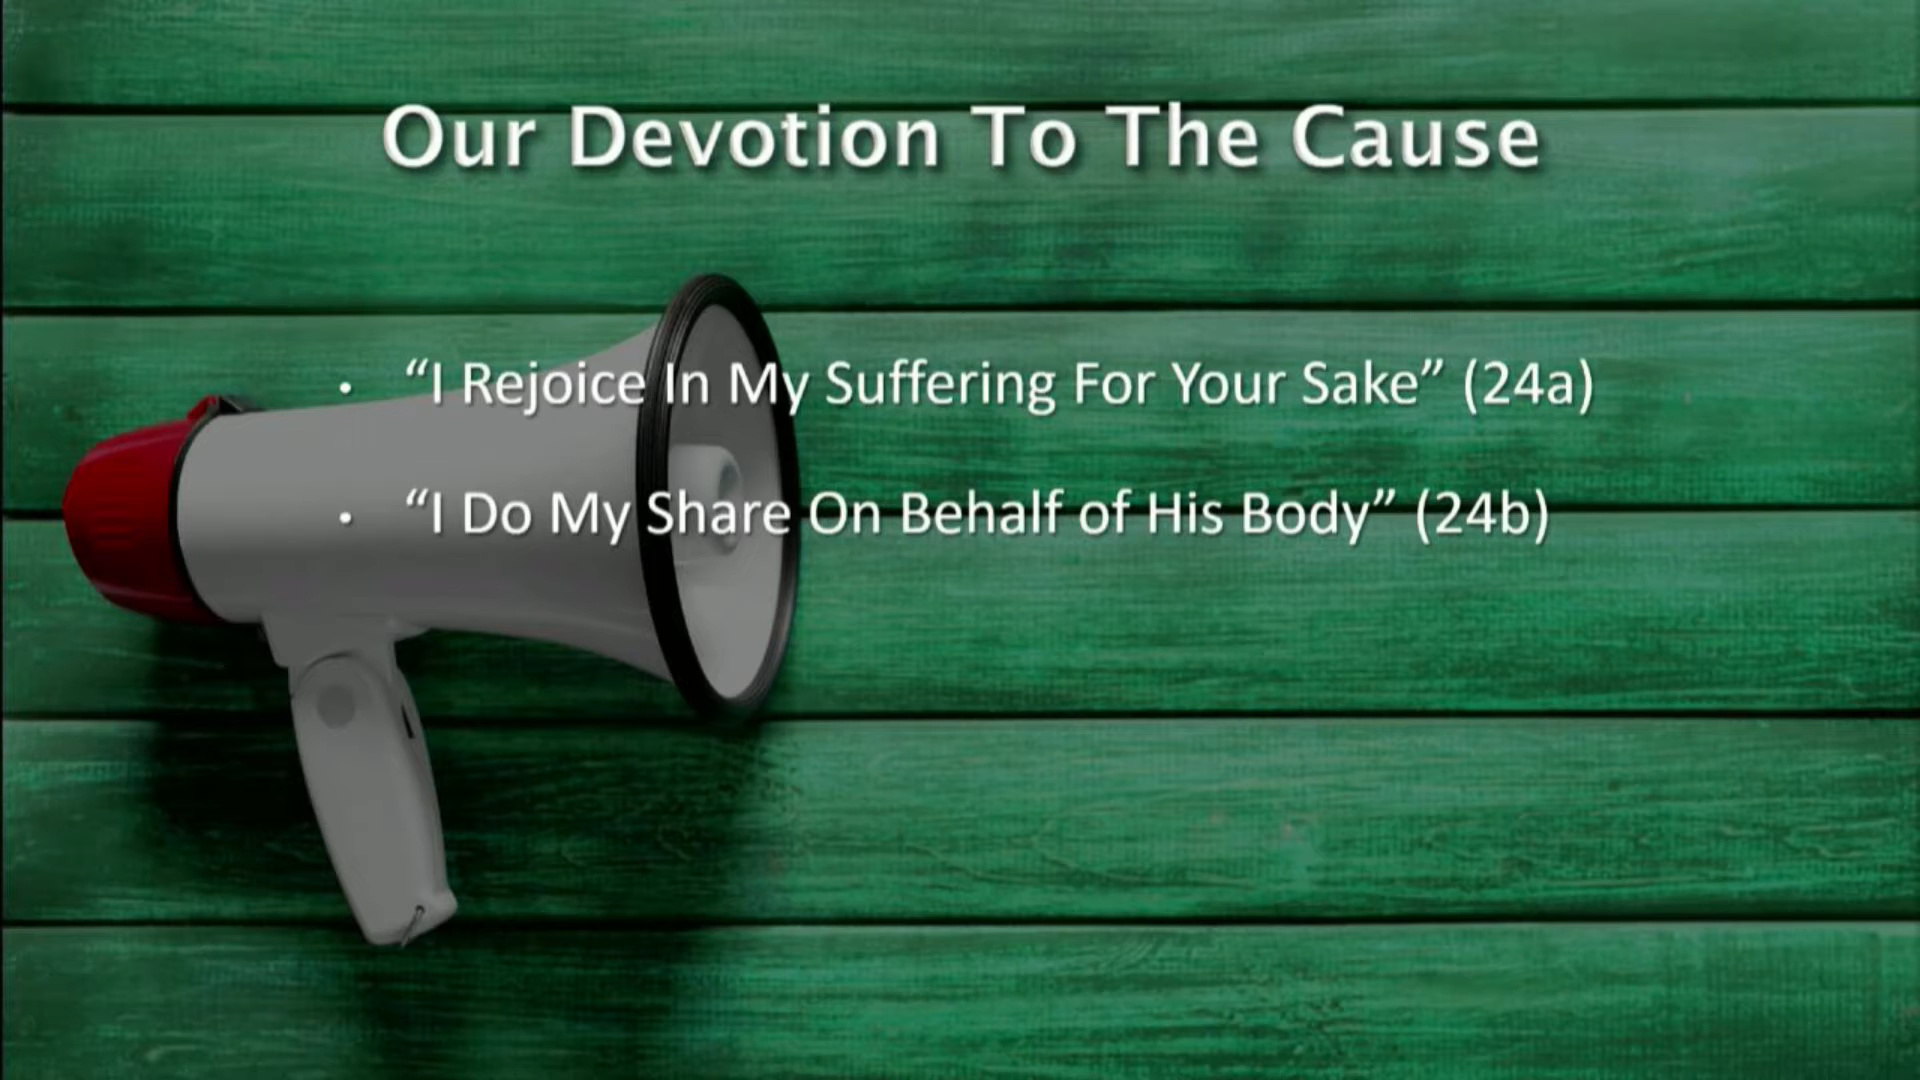 Our Devotion To The Cause
• “I Rejoice In My Suffering For Your Sake” (24a)
• “I Do My Share On Behalf of His Body” (24b)